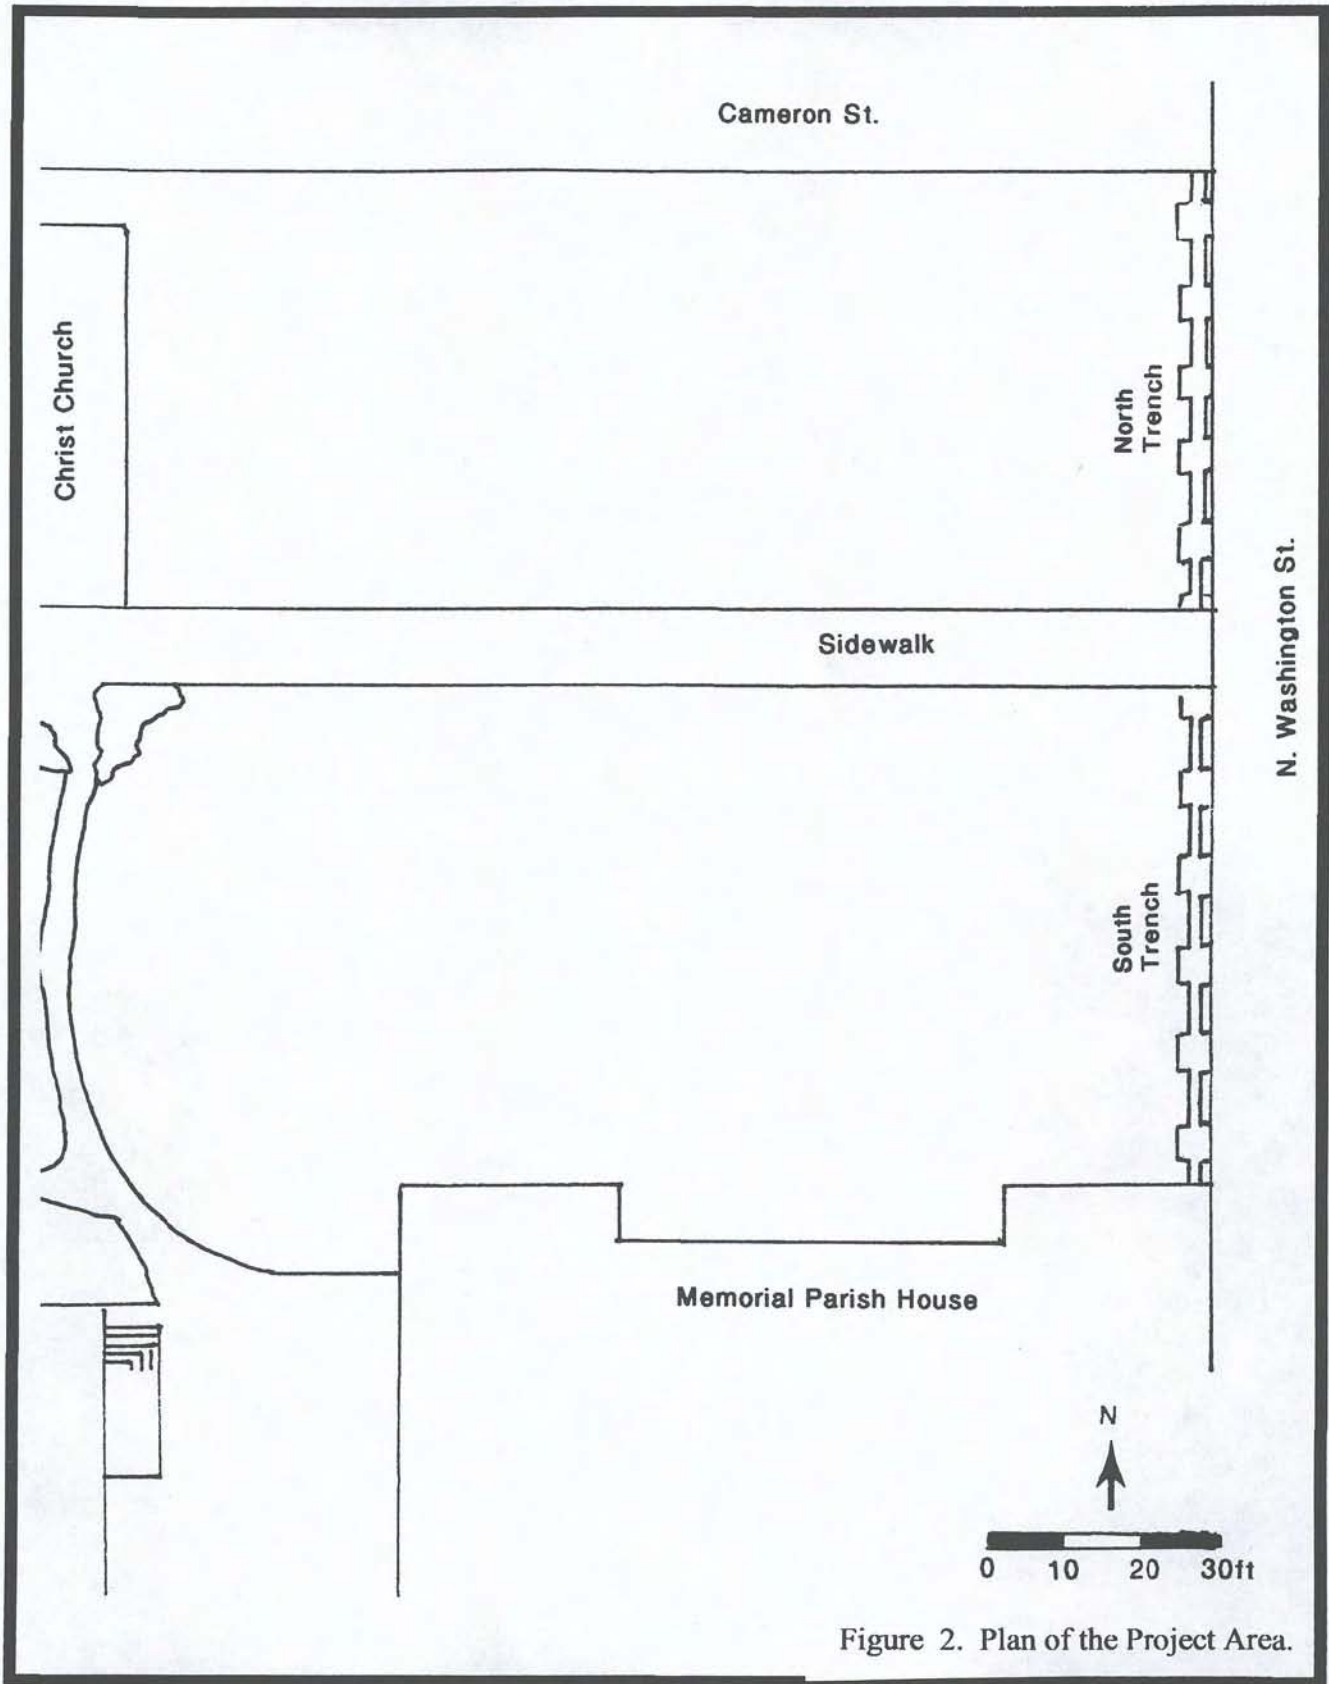 Cameron St.
Christ Church
North
Trench
N. Washington St.
Sidewalk
South
Trench
Memorial Parish House
N
0 10 20 30ft
Figure 2. Plan of the Project Area.